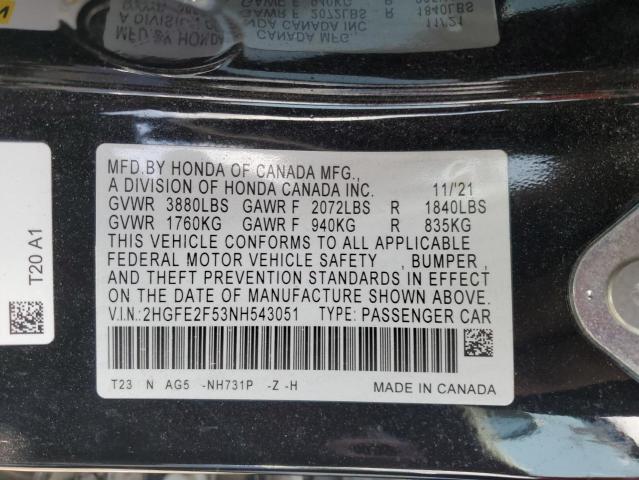 MFD.BY HONDA OF CANADA MFG.,
A DIVISION OF HONDA CANADA INC. 11/'21
GVWR 3880LBS GAWR F 2072LBS R 1840LBS
GVWR 1760KG GAWR F 940KG R 835KG
THIS VEHICLE CONFORMS TO ALL APPLICABLE
FEDERAL MOTOR VEHICLE SAFETY , BUMPER ,
AND THEFT PREVENTION STANDARDS IN EFFECT
ON THE DATE OF MANUFACTURE SHOWN ABOVE.
V.I.N.:2HGFE2F53NH543051 TYPE:PASSENGER CAR
T23 N AG5 -NH731P -Z -H MADE IN CANADA
T20 A1